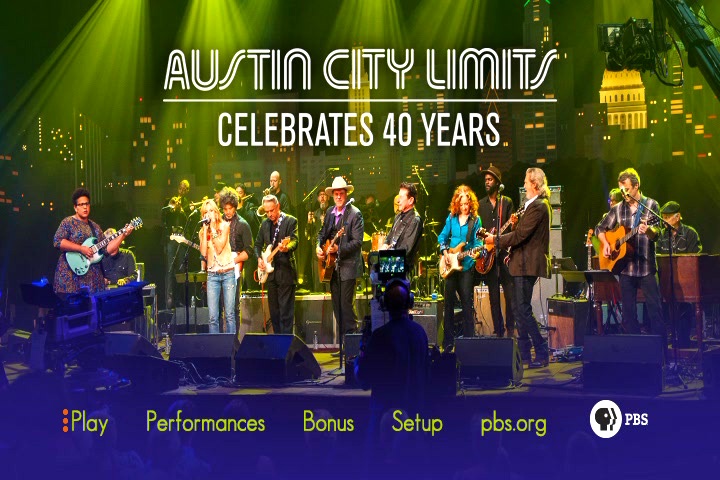 AUSTIN CITY LIMITS
CELEBRATES 40 YEARS
Play Performances Bonus Setup pbs.org PBS